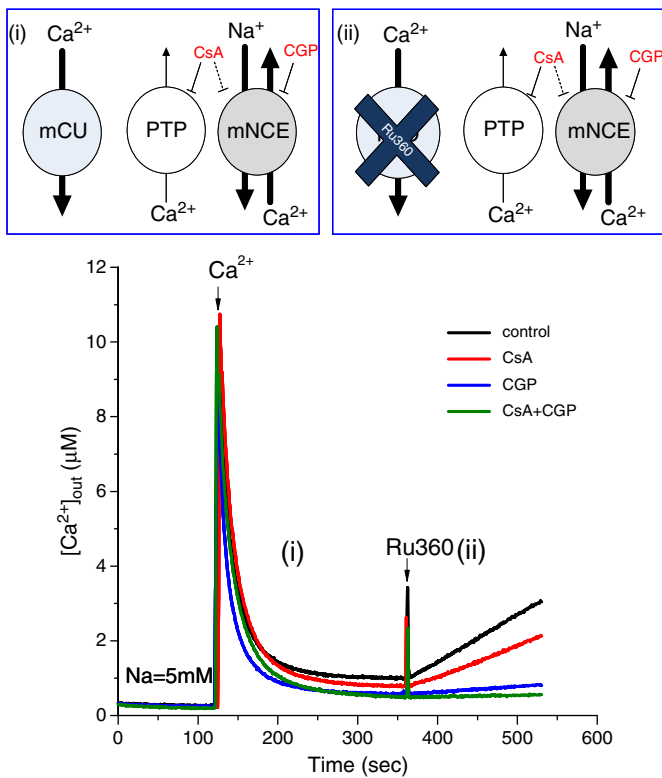 (i)
Ca²⁺
Na⁺
CsA
CGP
mCU
PTP
mNCE
Ca²⁺
Ca²⁺
(ii)
Ca²⁺
Na⁺
CsA
CGP
Ru360
PTP
mNCE
Ca²⁺
Ca²⁺
Ca²⁺
control
CsA
CGP
CsA+CGP
(i)
Ru360 (ii)
Na=5mM
[Ca²⁺]out (μM)
12
10
8
6
4
2
0
0 100 200 300 400 500 600
Time (sec)